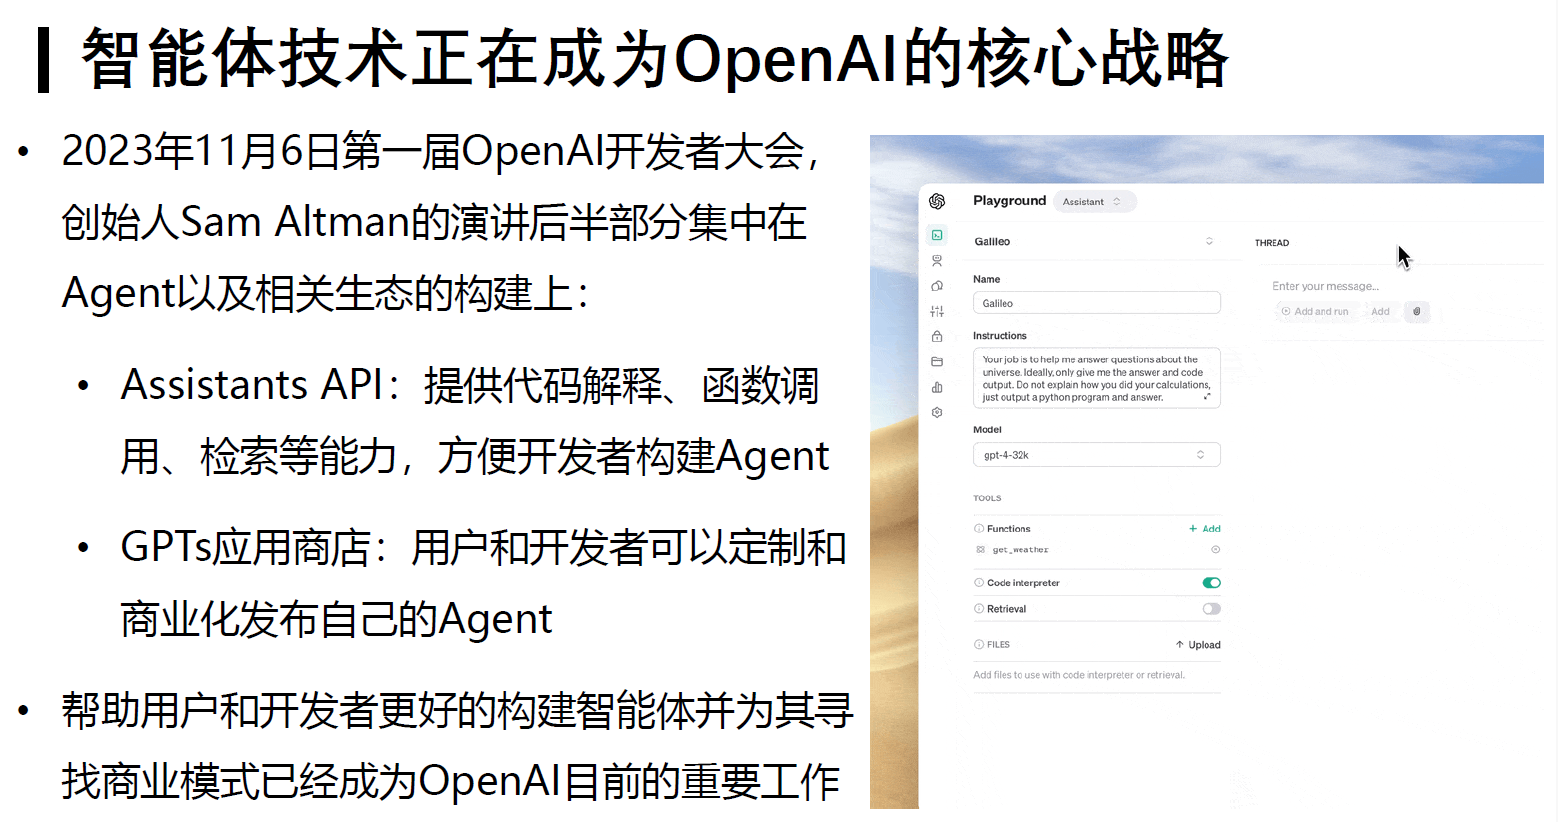 智能体技术正在成为OpenAI的核心战略
• 2023年11月6日第一届OpenAI开发者大会，
创始人Sam Altman的演讲后半部分集中在
Agent以及相关生态的构建上：
• Assistants API：提供代码解释、函数调
用、检索等能力，方便开发者构建Agent
• GPTs应用商店：用户和开发者可以定制和
商业化发布自己的Agent
• 帮助用户和开发者更好的构建智能体并为其寻
找商业模式已经成为OpenAI目前的重要工作
Playground Assistant
Galileo
Name
Galileo
Instructions
Your job is to help me answer questions about the
universe. Ideally, only give me the answer and code
output. Do not explain how you did your calculations,
just output a python program and answer.
Model
gpt-4-32k
TOOLS
Functions + Add
get_weather
Code interpreter
Retrieval
FILES Upload
Add files to use with code interpreter or retrieval.
THREAD
Enter your message...
Add and run Add